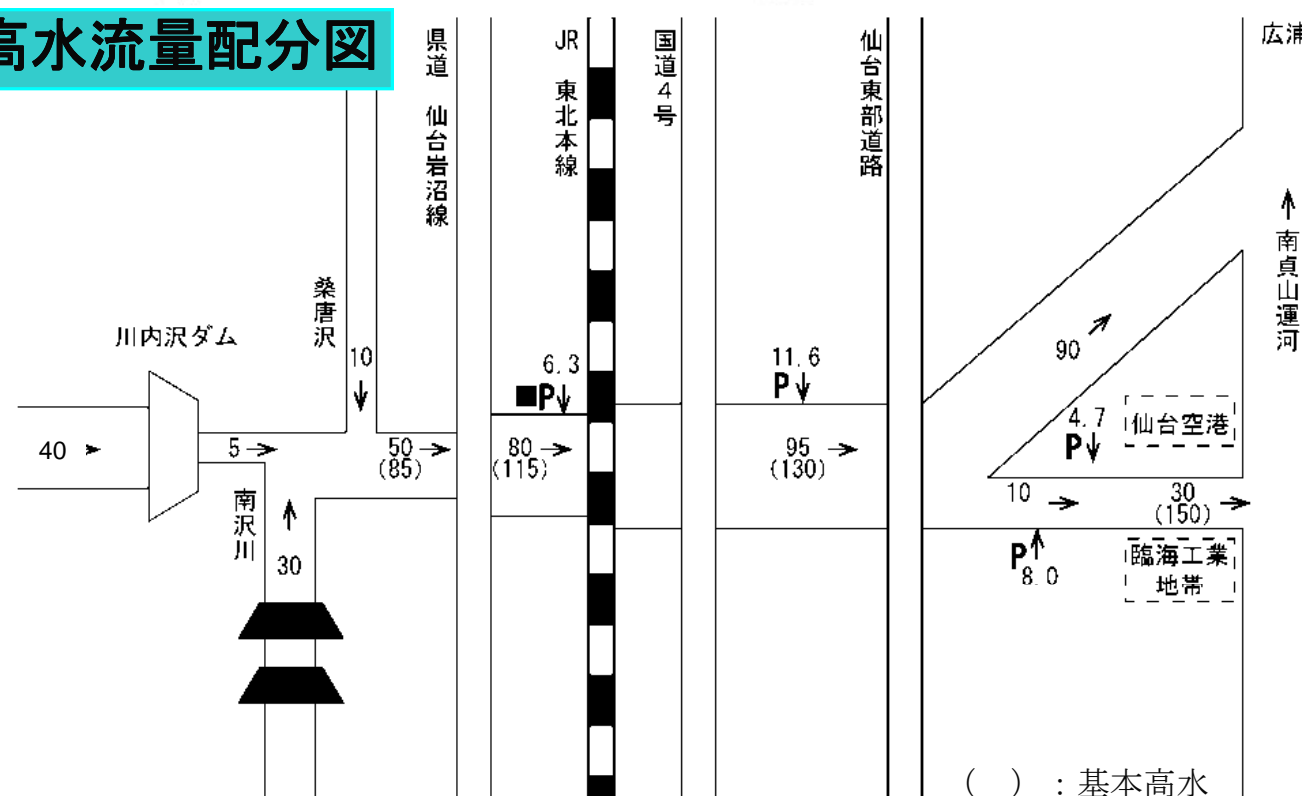 高水流量配分図
県道 仙台岩沼線
JR 東北本線
国道4号
仙台東部道路
広浦
南貞山運河
桑唐沢
川内沢ダム
10
6.3
P
11.6
P
90
4.7
P
仙台空港
40
5
50
(85)
80
(115)
95
(130)
10
30
(150)
南沢川
30
P
8.0
臨海工業
地帯
( ) : 基本高水